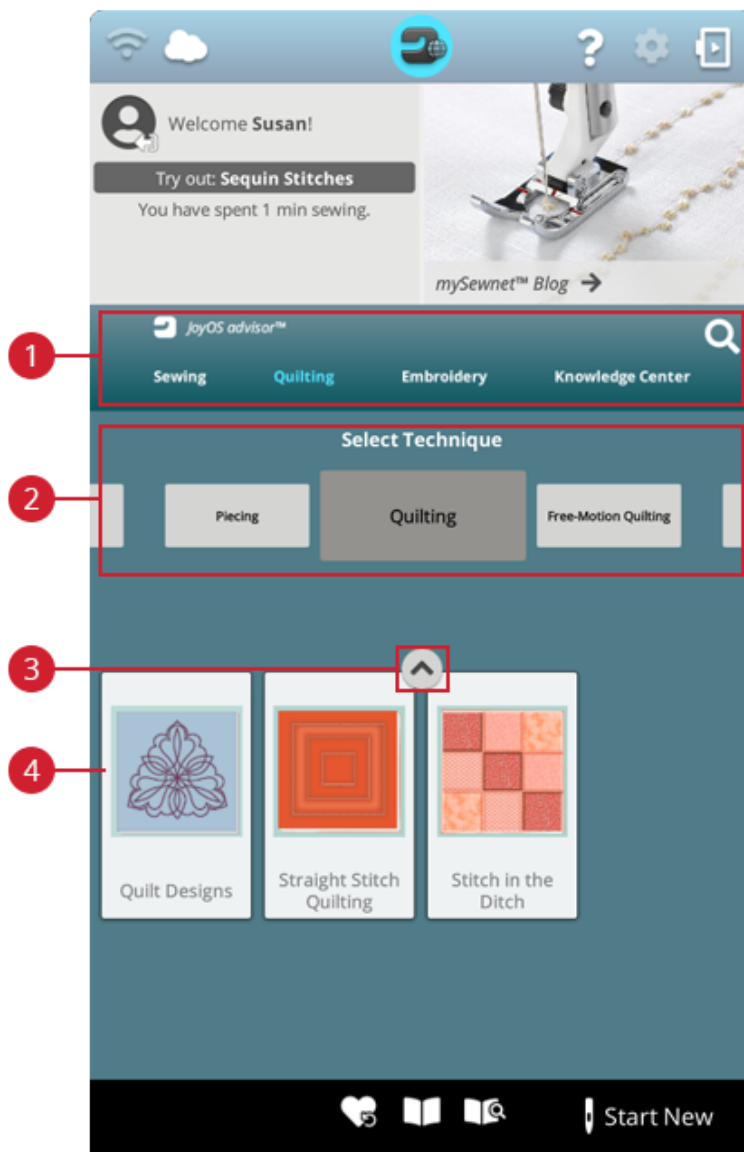 ?
Welcome Susan!
Try out: Sequin Stitches
You have spent 1 min sewing.
mySewnet™ Blog →
1
JoyOS advisor™
Sewing Quilting Embroidery Knowledge Center
2
Select Technique
Piecing Quilting Free-Motion Quilting
3
4
Quilt Designs
Straight Stitch
Quilting
Stitch in the
Ditch
Start New